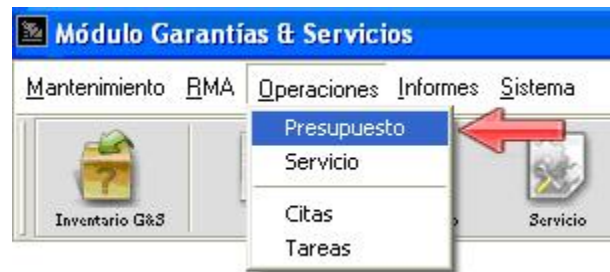 Módulo Garantías & Servicios
Mantenimiento RMA Operaciones Informes Sistema
Presupuesto
Servicio
Citas
Tareas
Inventario G&S
Servicio